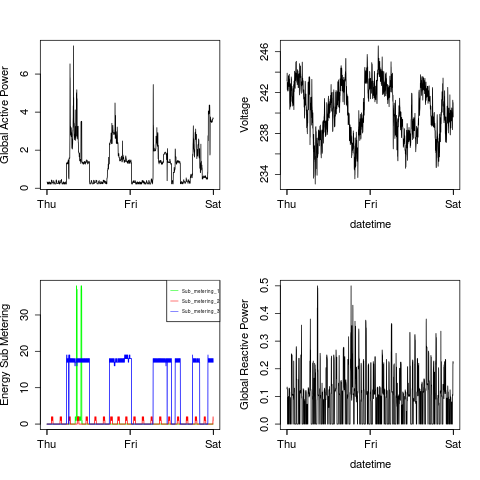 Global Active Power
0 2 4 6
Thu Fri Sat
Voltage
234 238 242 246
Thu Fri Sat
datetime
Energy Sub Metering
0 10 20 30
Thu Fri Sat
Sub_metering_1
Sub_metering_2
Sub_metering_3
Global Reactive Power
0.0 0.1 0.2 0.3 0.4 0.5
Thu Fri Sat
datetime